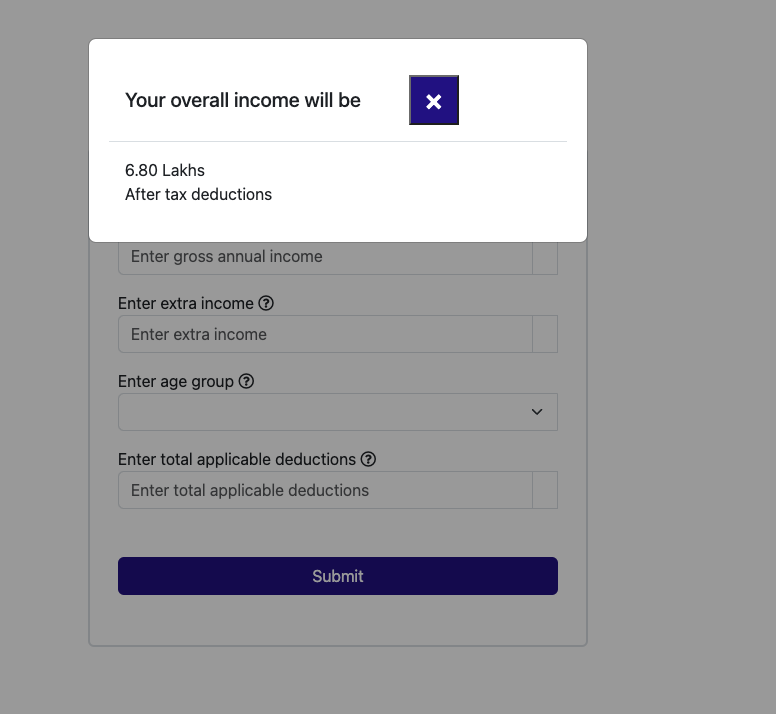 Your overall income will be
6.80 Lakhs
After tax deductions
Enter gross annual income
Enter extra income
Enter extra income
Enter age group
Enter total applicable deductions
Enter total applicable deductions
Submit